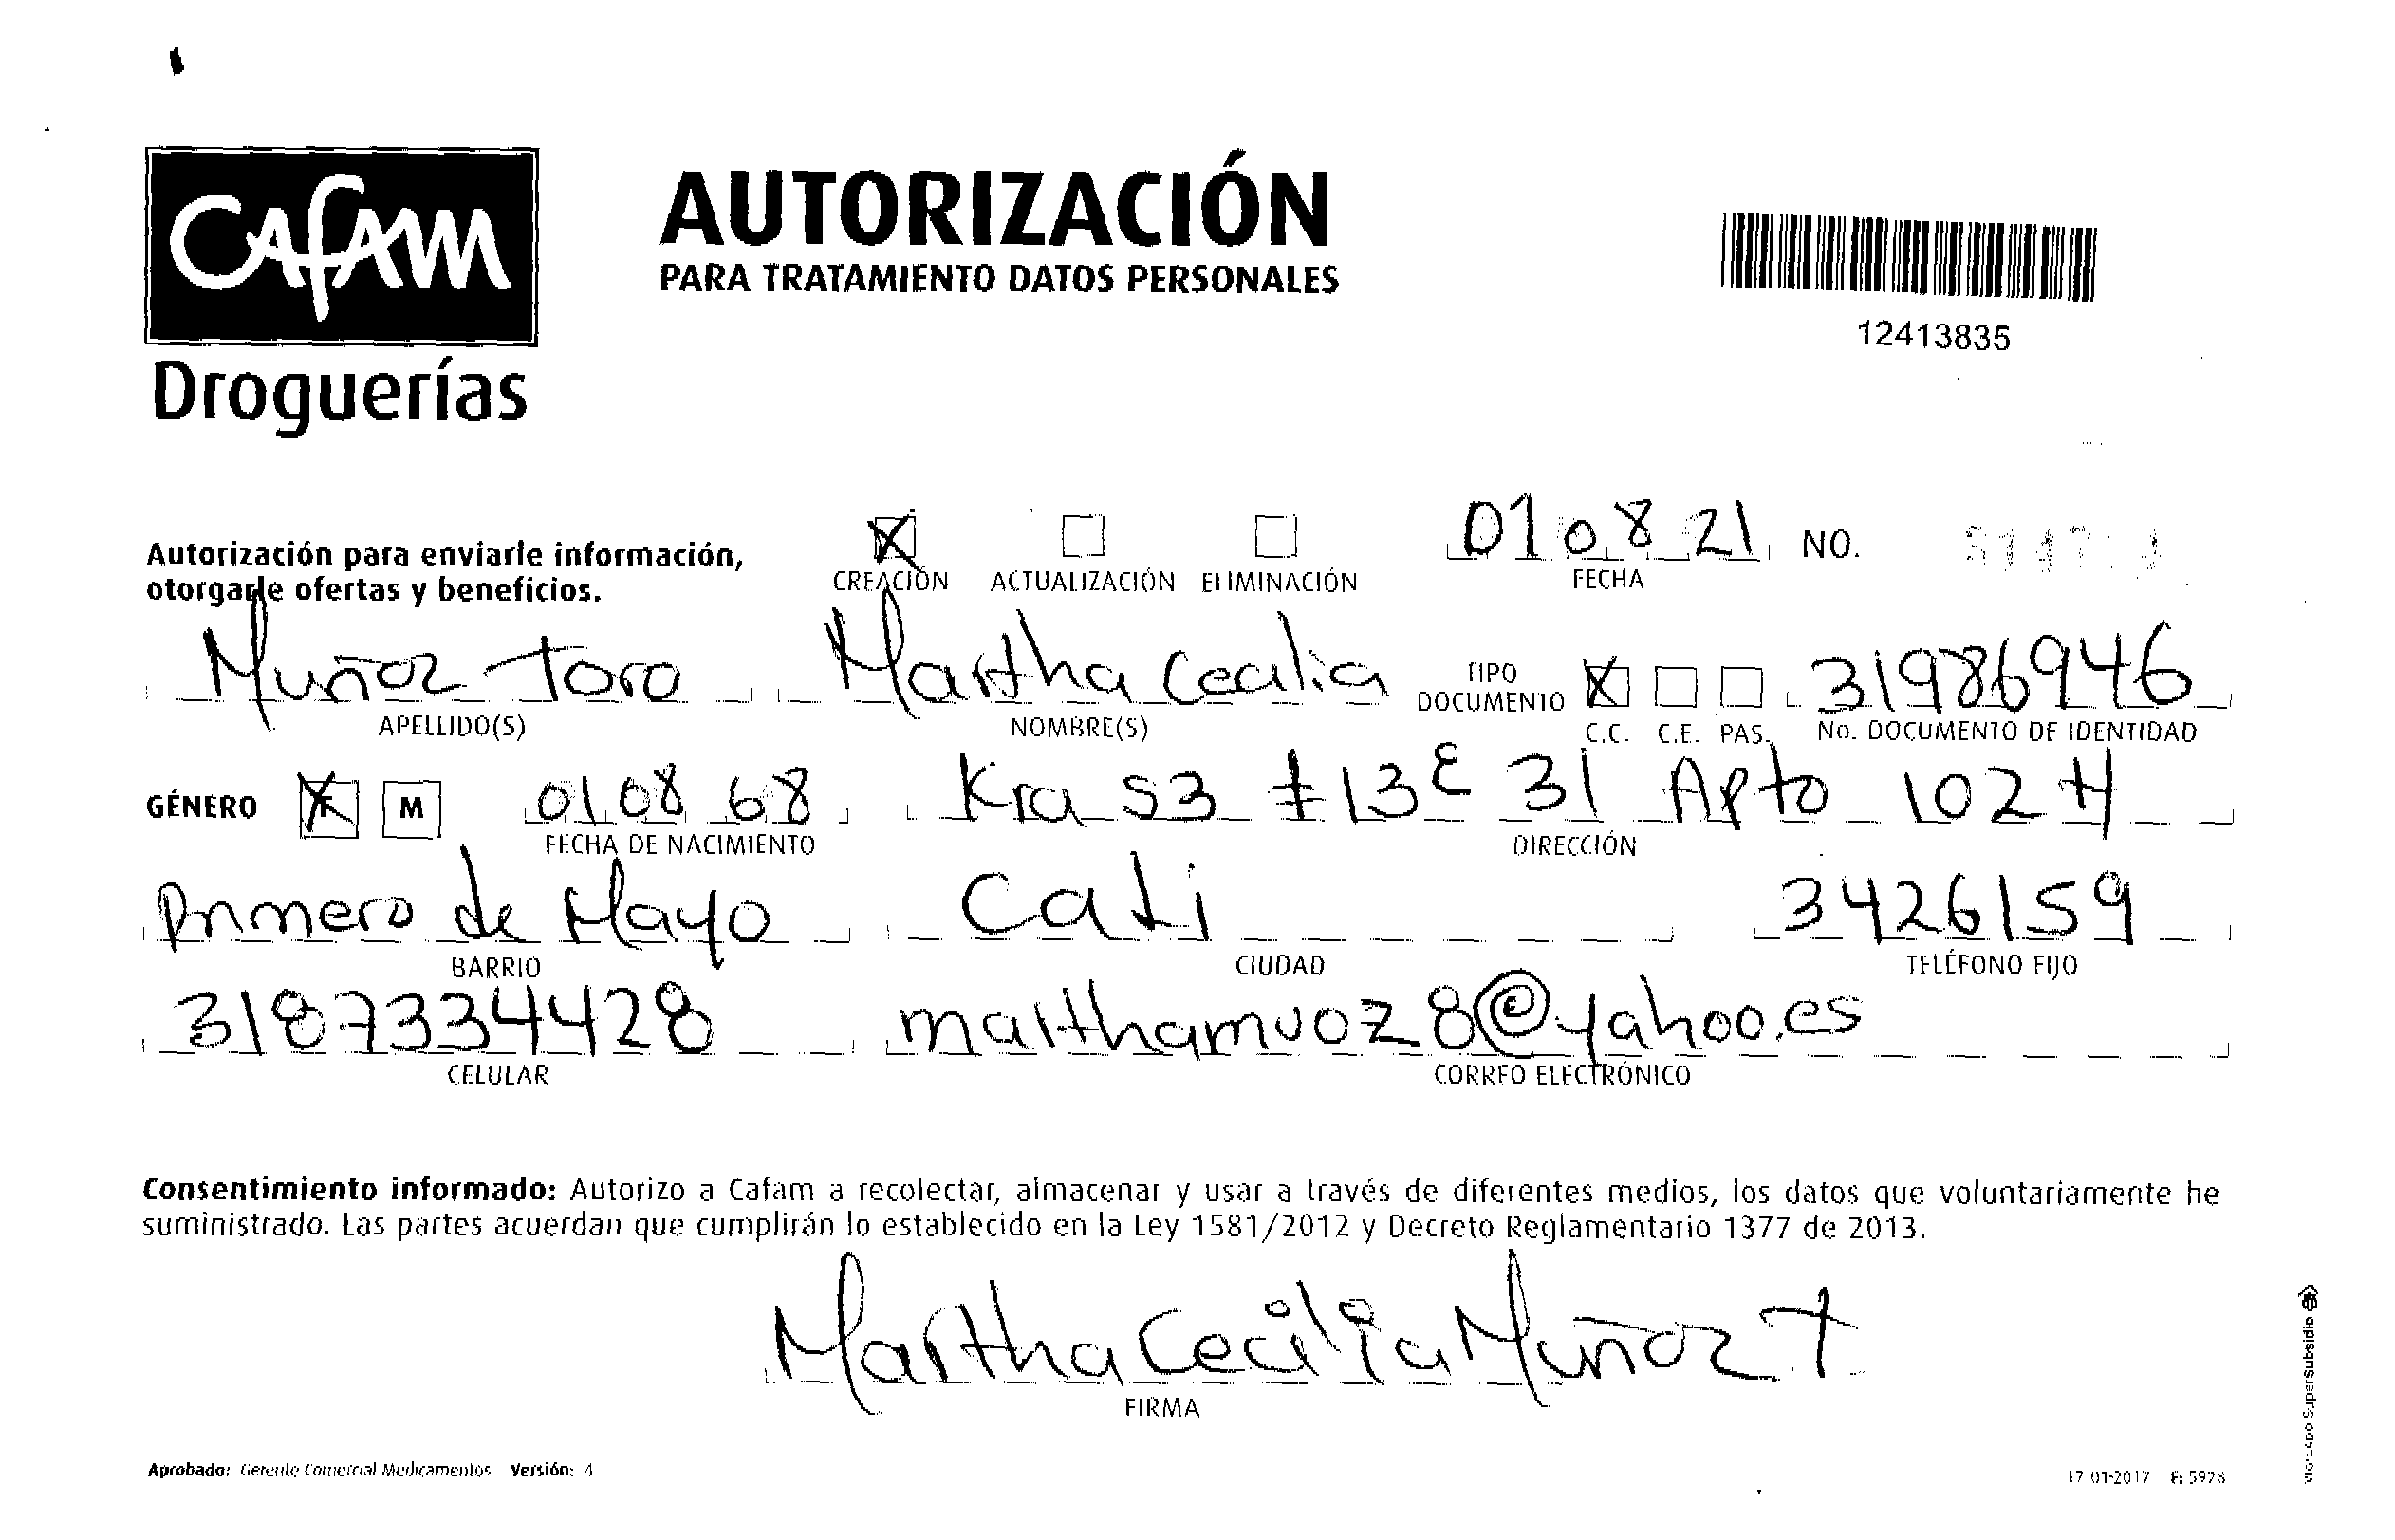 Cafam
Droguerías
AUTORIZACIÓN
PARA TRATAMIENTO DATOS PERSONALES
12413835
Autorización para enviarle información,
otorgarle ofertas y beneficios.
CREACIÓN ACTUALIZACIÓN ELIMINACIÓN
01 08 21 NO.
FECHA
Muñoz Toro Martha Cecilia TIPO DOCUMENTO 31986946
APELLIDO(S) NOMBRE(S) C.C. C.E. PAS. No. DOCUMENTO DE IDENTIDAD
GÉNERO F M 01 08 68 Kra 53 # 13 E 31 Apto 102 H
FECHA DE NACIMIENTO DIRECCIÓN
Primero de Mayo Cali 3426159
BARRIO CIUDAD TELÉFONO FIJO
3187334428 marthamuoz8@yahoo.es
CELULAR CORREO ELECTRÓNICO
Consentimiento informado: Autorizo a Cafam a recolectar, almacenar y usar a través de diferentes medios, los datos que voluntariamente he
suministrado. Las partes acuerdan que cumplirán lo establecido en la Ley 1581/2012 y Decreto Reglamentario 1377 de 2013.
Martha Cecilia Muñoz T
FIRMA
Aprobado: Gerente Comercial Medicamentos Versión: 4
17 01-2017 F: 5928
VIGILADO SuperSubsidio